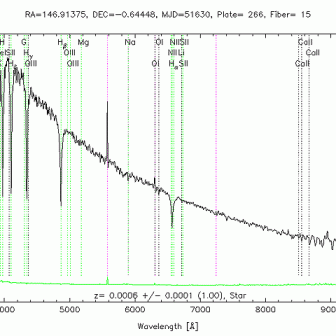 RA=146.91375, DEC=-0.64448, MJD=51630, Plate= 266, Fiber= 15
H G Hβ Mg Na OI NII SII CaII
SII Hγ OIII NII Li CaII
OIII OIII OI Hα SII CaII
z= 0.0006 +/- 0.0001 (1.00), Star
5000 6000 7000 8000
Wavelength [Å]